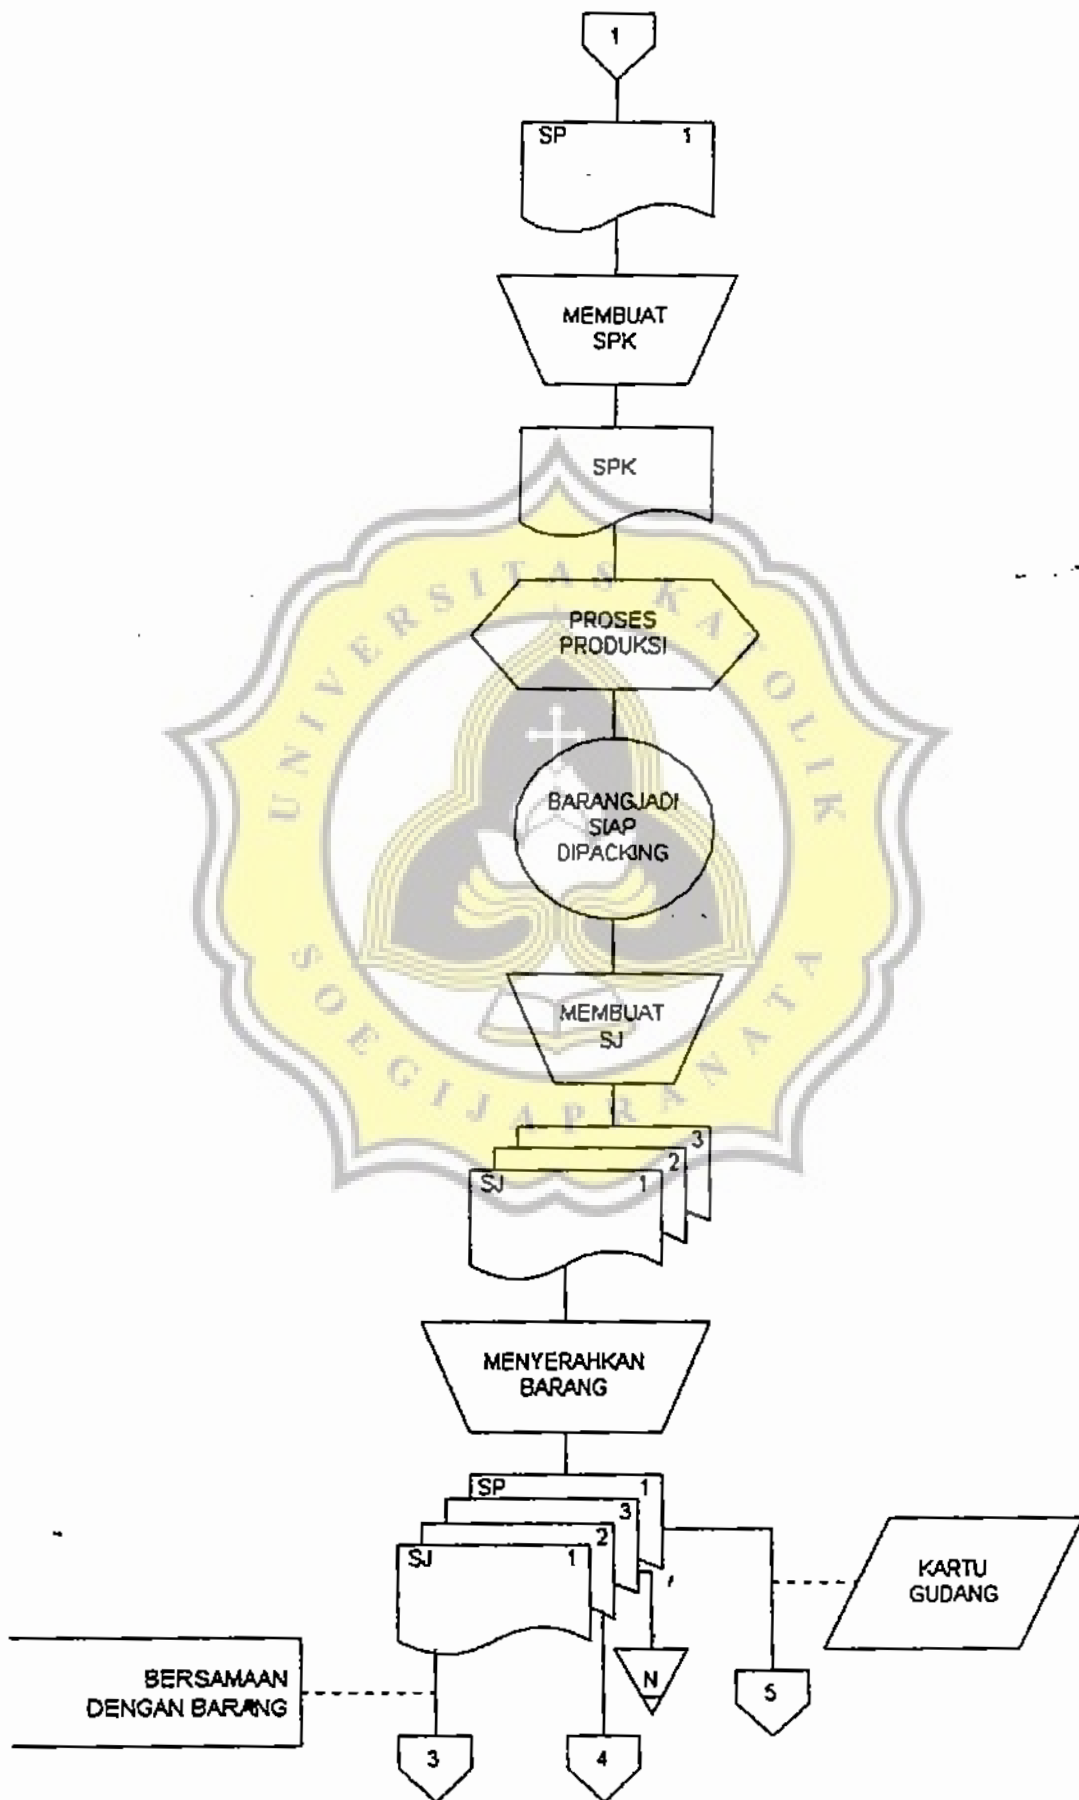 1
SP 1
MEMBUAT
SPK
SPK
PROSES
PRODUKSI
BARANGJADI
SIAP
DIPACKING
MEMBUAT
SJ
3
2
SJ 1
MENYERAHKAN
BARANG
SP 1
3
2
SJ 1
KARTU
GUDANG
N
5
BERSAMAAN
DENGAN BARANG
3
4
UNIVERSITAS KATOLIK
SOEGIJAPRANATA